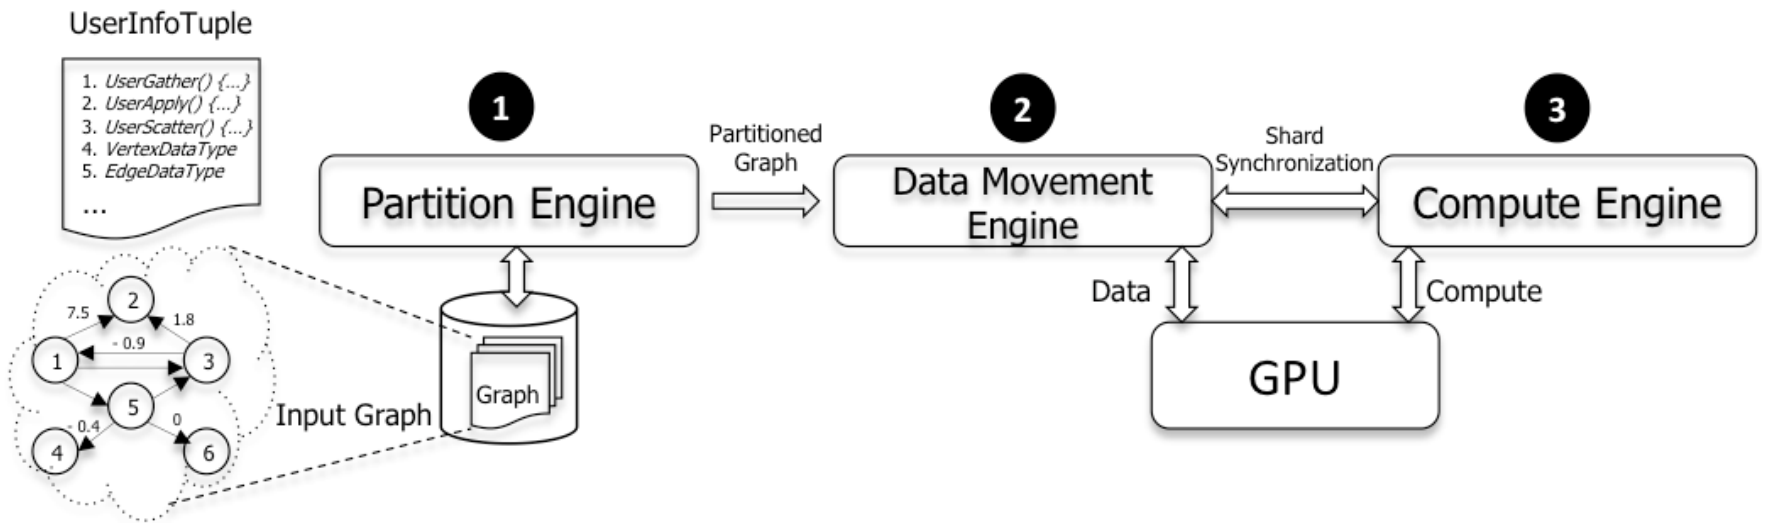 UserInfoTuple
1. UserGather() {...}
2. UserApply() {...}
3. UserScatter() {...}
4. VertexDataType
5. EdgeDataType
...
1
Partition Engine
Partitioned
Graph
2
Data Movement
Engine
Shard
Synchronization
3
Compute Engine
Data
Compute
GPU
Input Graph
Graph
2
7.5
1.8
- 0.9
1
3
5
- 0.4
0
4
6